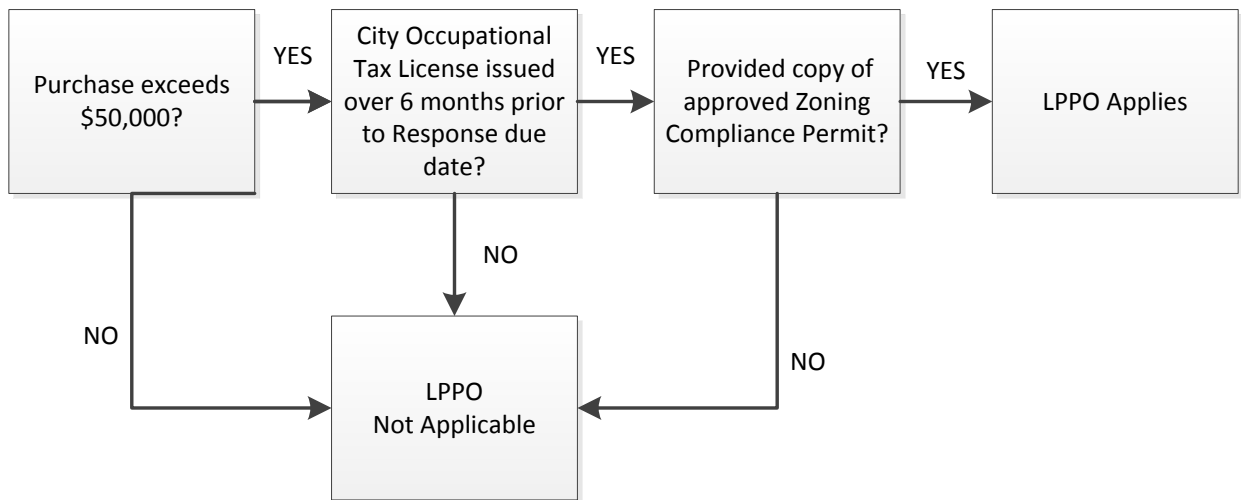 Purchase exceeds
$50,000?
YES
City Occupational
Tax License issued
over 6 months prior
to Response due
date?
YES
Provided copy of
approved Zoning
Compliance Permit?
YES
LPPO Applies
NO
NO
NO
LPPO
Not Applicable